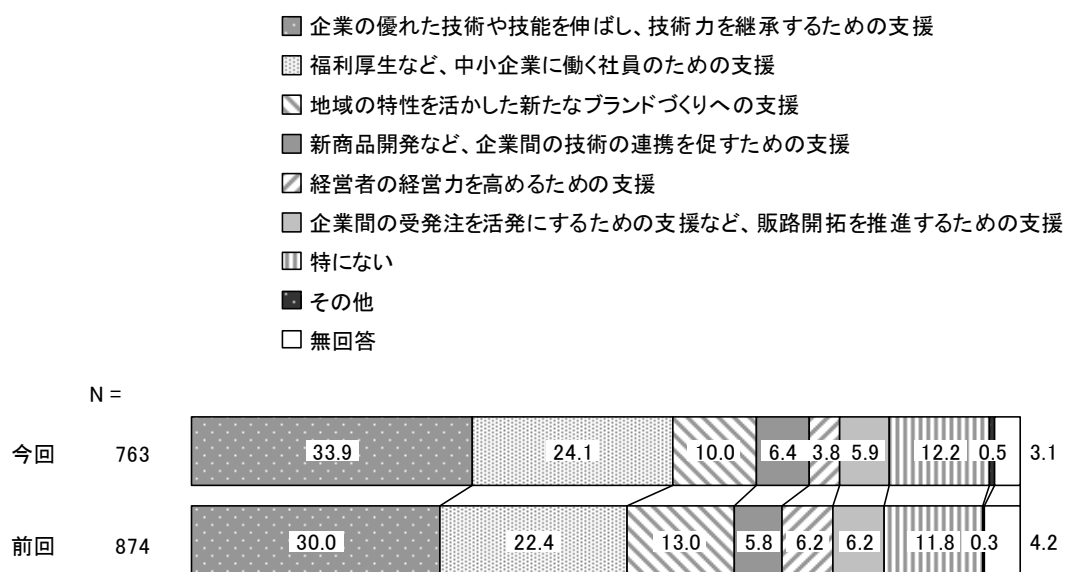 企業の優れた技術や技能を伸ばし、技術力を継承するための支援
福利厚生など、中小企業に働く社員のための支援
地域の特性を活かした新たなブランドづくりへの支援
新商品開発など、企業間の技術の連携を促すための支援
経営者の経営力を高めるための支援
企業間の受発注を活発にするための支援など、販路開拓を推進するための支援
特にない
その他
無回答
N =
今回 763 33.9 24.1 10.0 6.4 3.8 5.9 12.2 0.5 3.1
前回 874 30.0 22.4 13.0 5.8 6.2 6.2 11.8 0.3 4.2